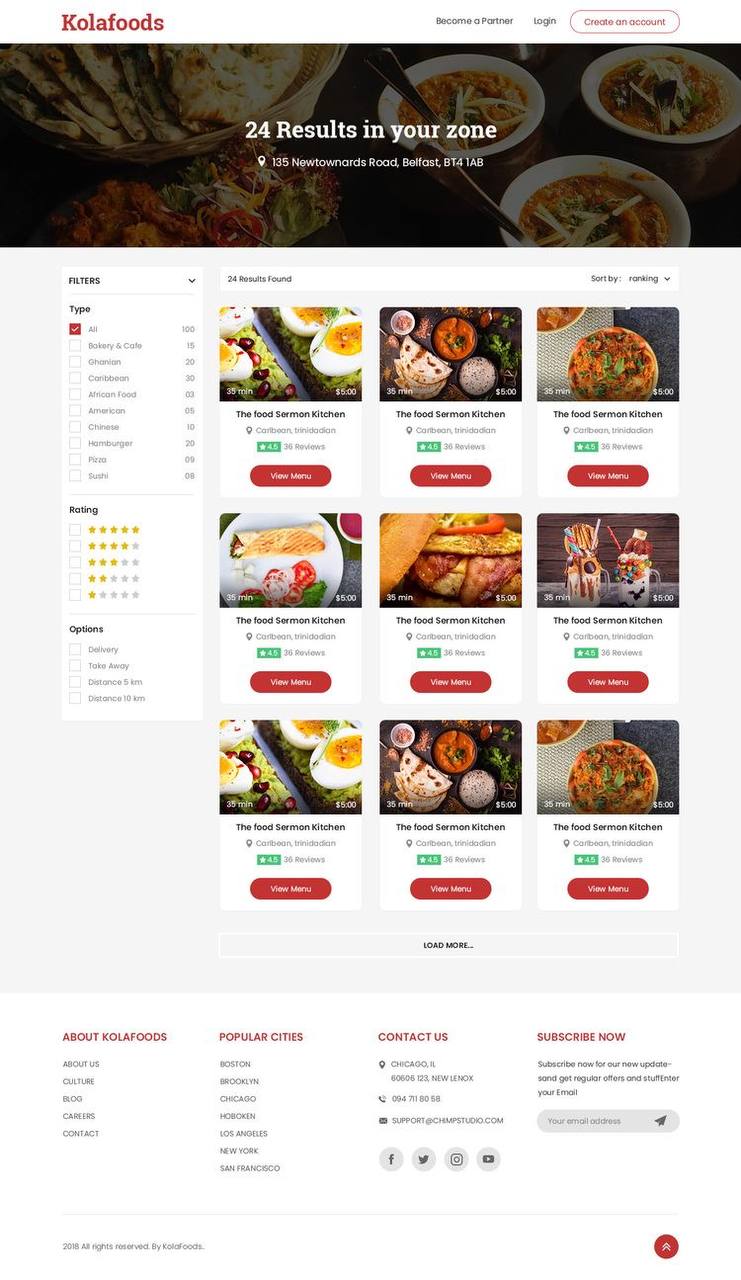 Kolafoods
Become a Partner Login Create an account
24 Results in your zone
135 Newtownards Road, Belfast, BT4 1AB
FILTERS
Type
All 100
Bakery & Cafe 15
Ghanian 20
Caribbean 30
African Food 03
American 05
Chinese 10
Hamburger 20
Pizza 09
Sushi 08
Rating
Options
Delivery
Take Away
Distance 5 km
Distance 10 km
24 Results Found Sort by : ranking
35 min $5:00
The food Sermon Kitchen
Carlbean, trinidadian
4.5 36 Reviews
View Menu
35 min $5:00
The food Sermon Kitchen
Carlbean, trinidadian
4.5 36 Reviews
View Menu
35 min $5:00
The food Sermon Kitchen
Carlbean, trinidadian
4.5 36 Reviews
View Menu
35 min $5:00
The food Sermon Kitchen
Carlbean, trinidadian
4.5 36 Reviews
View Menu
35 min $5:00
The food Sermon Kitchen
Carlbean, trinidadian
4.5 36 Reviews
View Menu
35 min $5:00
The food Sermon Kitchen
Carlbean, trinidadian
4.5 36 Reviews
View Menu
35 min $5:00
The food Sermon Kitchen
Carlbean, trinidadian
4.5 36 Reviews
View Menu
35 min $5:00
The food Sermon Kitchen
Carlbean, trinidadian
4.5 36 Reviews
View Menu
35 min $5:00
The food Sermon Kitchen
Carlbean, trinidadian
4.5 36 Reviews
View Menu
LOAD MORE...
ABOUT KOLAFOODS
ABOUT US
CULTURE
BLOG
CAREERS
CONTACT
POPULAR CITIES
BOSTON
BROOKLYN
CHICAGO
HOBOKEN
LOS ANGELES
NEW YORK
SAN FRANCISCO
CONTACT US
CHICAGO, IL
60606 123, NEW LENOX
094 711 80 58
SUPPORT@CHIMPSTUDIO.COM
SUBSCRIBE NOW
Subscribe now for our new update-
sand get regular offers and stuffEnter
your Email
Your email address
2018 All rights reserved. By KolaFoods..